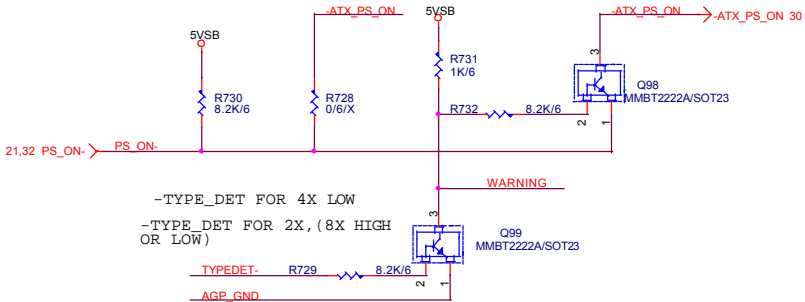 5VSB
-ATX_PS_ON
5VSB
-ATX_PS_ON
-ATX_PS_ON 30
R730
8.2K/6
R728
0/6/X
R731
1K/6
3
Q98
MMBT2222A/SOT23
R732
8.2K/6
2
1
21,32 PS_ON-
PS_ON-
WARNING
-TYPE_DET FOR 4X LOW
-TYPE_DET FOR 2X,(8X HIGH
OR LOW)
3
Q99
MMBT2222A/SOT23
TYPEDET-
R729
8.2K/6
2
1
AGP_GND